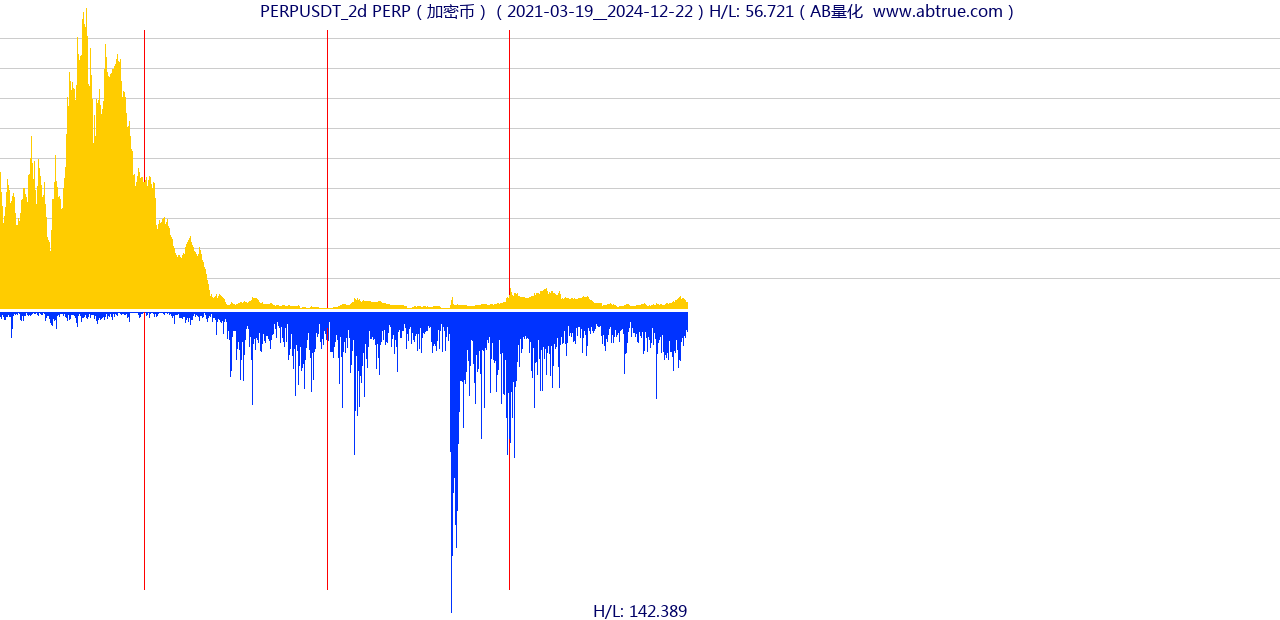 PERPUSDT_2d PERP ( 加密币 ) ( 2021-03-19__2024-12-22 ) H/L: 56.721 ( AB量化  www.abtrue.com )
H/L: 142.389